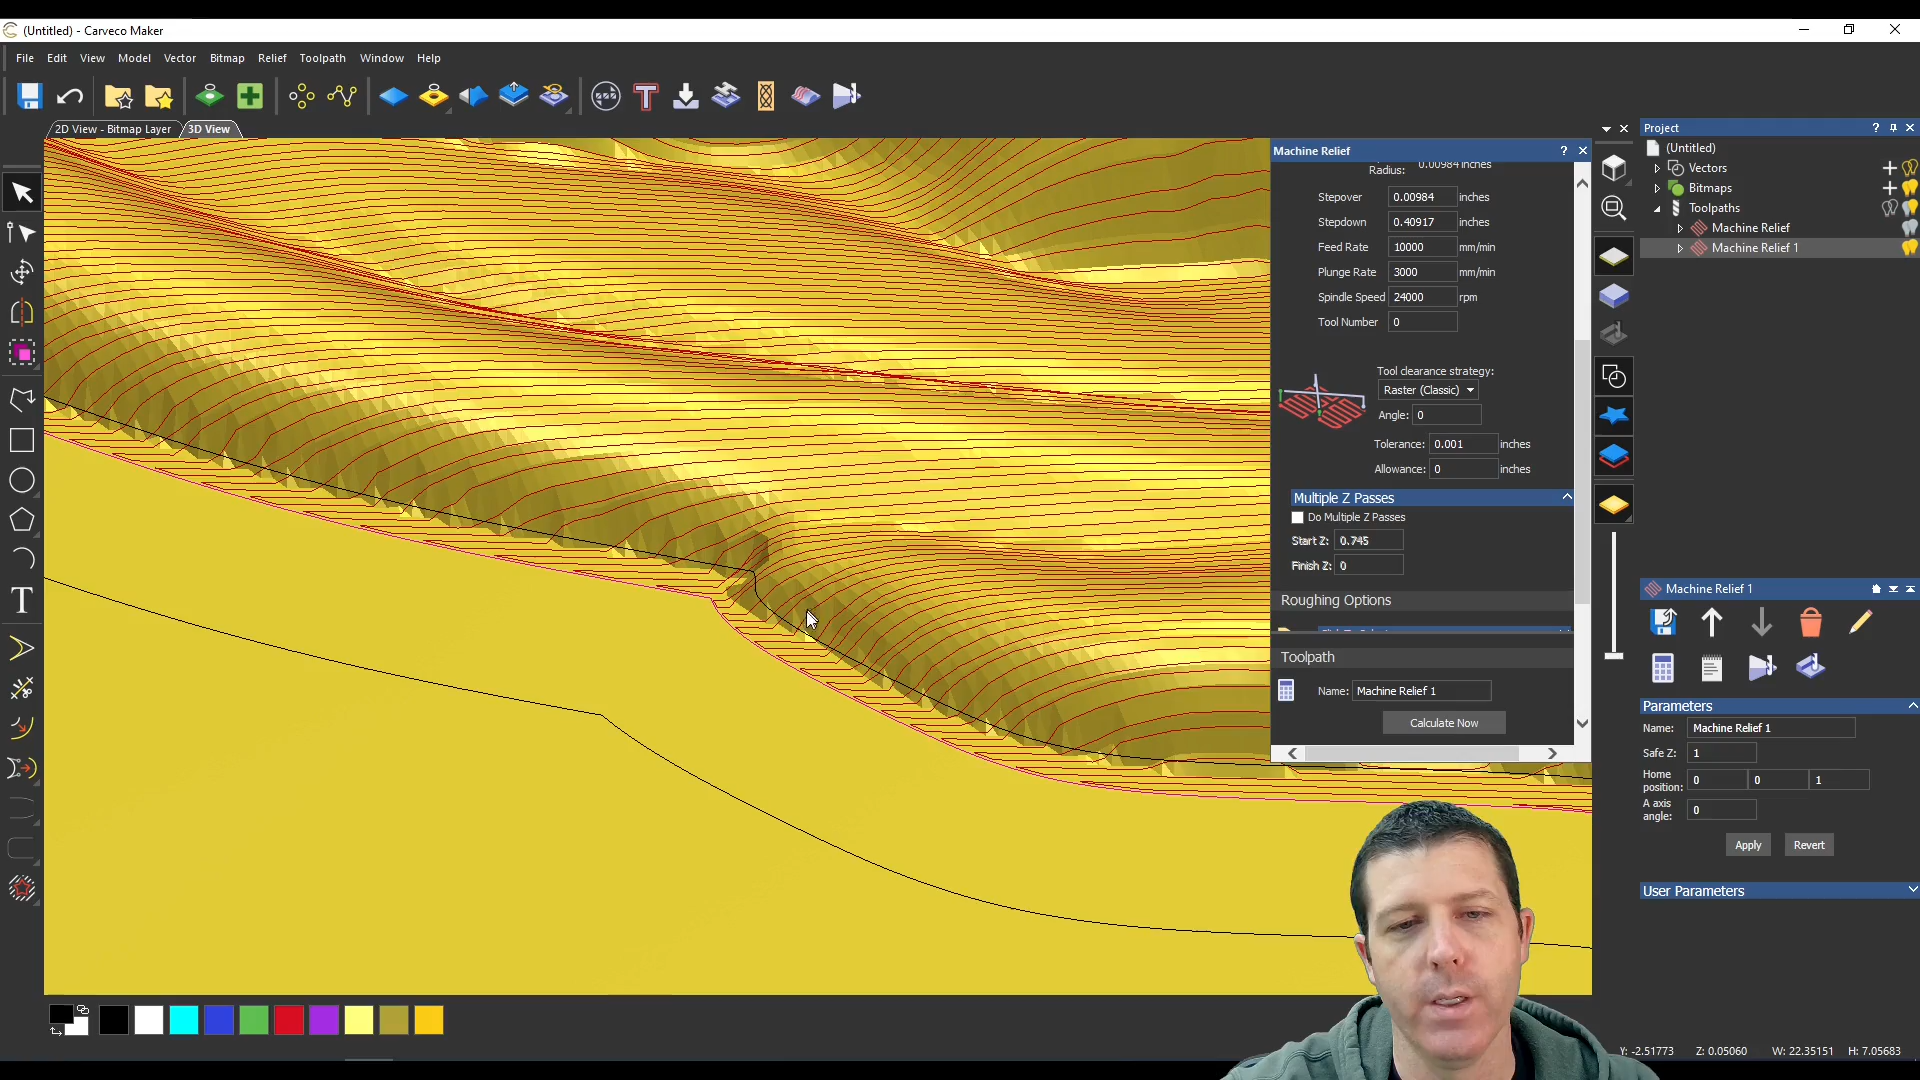 (Untitled) - Carveco Maker
File Edit View Model Vector Bitmap Relief Toolpath Window Help
2D View - Bitmap Layer 3D View
Machine Relief ?
Radius: 0.00984 inches
Stepover 0.00984 inches
Stepdown 0.40917 inches
Feed Rate 10000 mm/min
Plunge Rate 3000 mm/min
Spindle Speed 24000 rpm
Tool Number 0
Tool clearance strategy:
Raster (Classic)
Angle: 0
Tolerance: 0.001 inches
Allowance: 0 inches
Multiple Z Passes
Do Multiple Z Passes
Start Z: 0.745
Finish Z: 0
Roughing Options
Toolpath
Name: Machine Relief 1
Calculate Now
Project ?
(Untitled)
Vectors
Bitmaps
Toolpaths
Machine Relief
Machine Relief 1
Machine Relief 1
Parameters
Name: Machine Relief 1
Safe Z: 1
Home position: 0 0 1
A axis angle: 0
Apply Revert
User Parameters
Y: -2.51773 Z: 0.05060 W: 22.35151 H: 7.05683